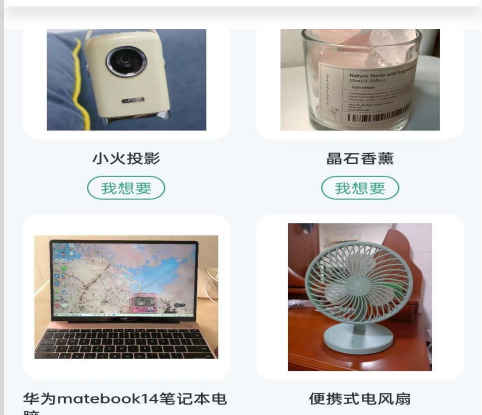 小火投影
晶石香薰
我想要
我想要
华为matebook14笔记本电
脑
便携式电风扇